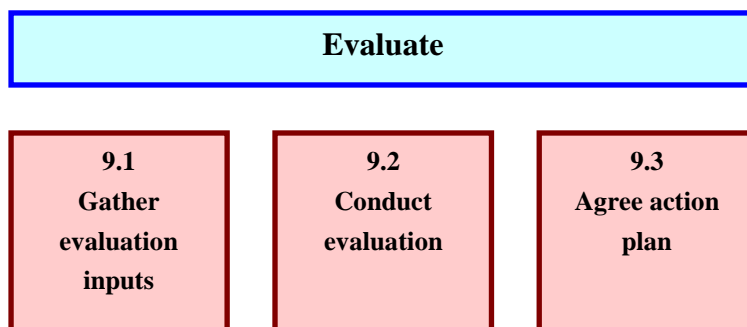 Evaluate
9.1
Gather
evaluation
inputs
9.2
Conduct
evaluation
9.3
Agree action
plan